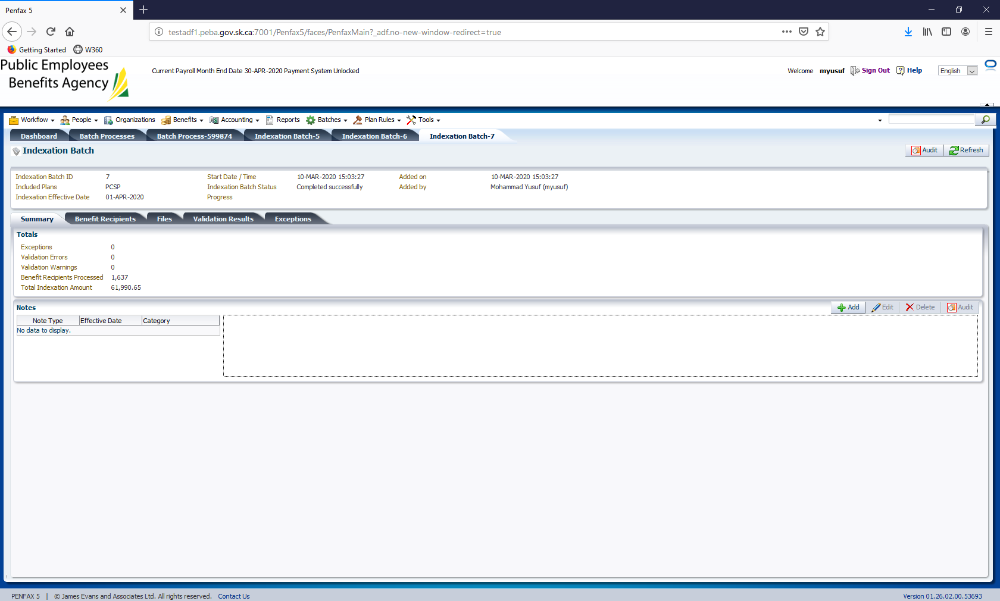 Penfax 5
testadf1.peba.gov.sk.ca:7001/Penfax5/faces/PenfaxMain?_adf.no-new-window-redirect=true
Getting Started W360
Public Employees
Benefits Agency
Current Payroll Month End Date 30-APR-2020 Payment System Unlocked
Welcome myusuf Sign Out Help English
Workflow People Organizations Benefits Accounting Reports Batches Plan Rules Tools
Dashboard Batch Processes Batch Process-599874 Indexation Batch-5 Indexation Batch-6 Indexation Batch-7
Indexation Batch Audit Refresh
Indexation Batch ID 7 Start Date / Time 10-MAR-2020 15:03:27 Added on 10-MAR-2020 15:03:27
Included Plans PCSP Indexation Batch Status Completed successfully Added by Mohammad Yusuf (myusuf)
Indexation Effective Date 01-APR-2020 Progress
Summary Benefit Recipients Files Validation Results Exceptions
Totals
Exceptions 0
Validation Errors 0
Validation Warnings 0
Benefit Recipients Processed 1,637
Total Indexation Amount 61,990.65
Notes Add Edit Delete Audit
Note Type Effective Date Category
No data to display.
PENFAX 5 | © James Evans and Associates Ltd. All rights reserved. Contact Us Version 01.26.02.00.53693